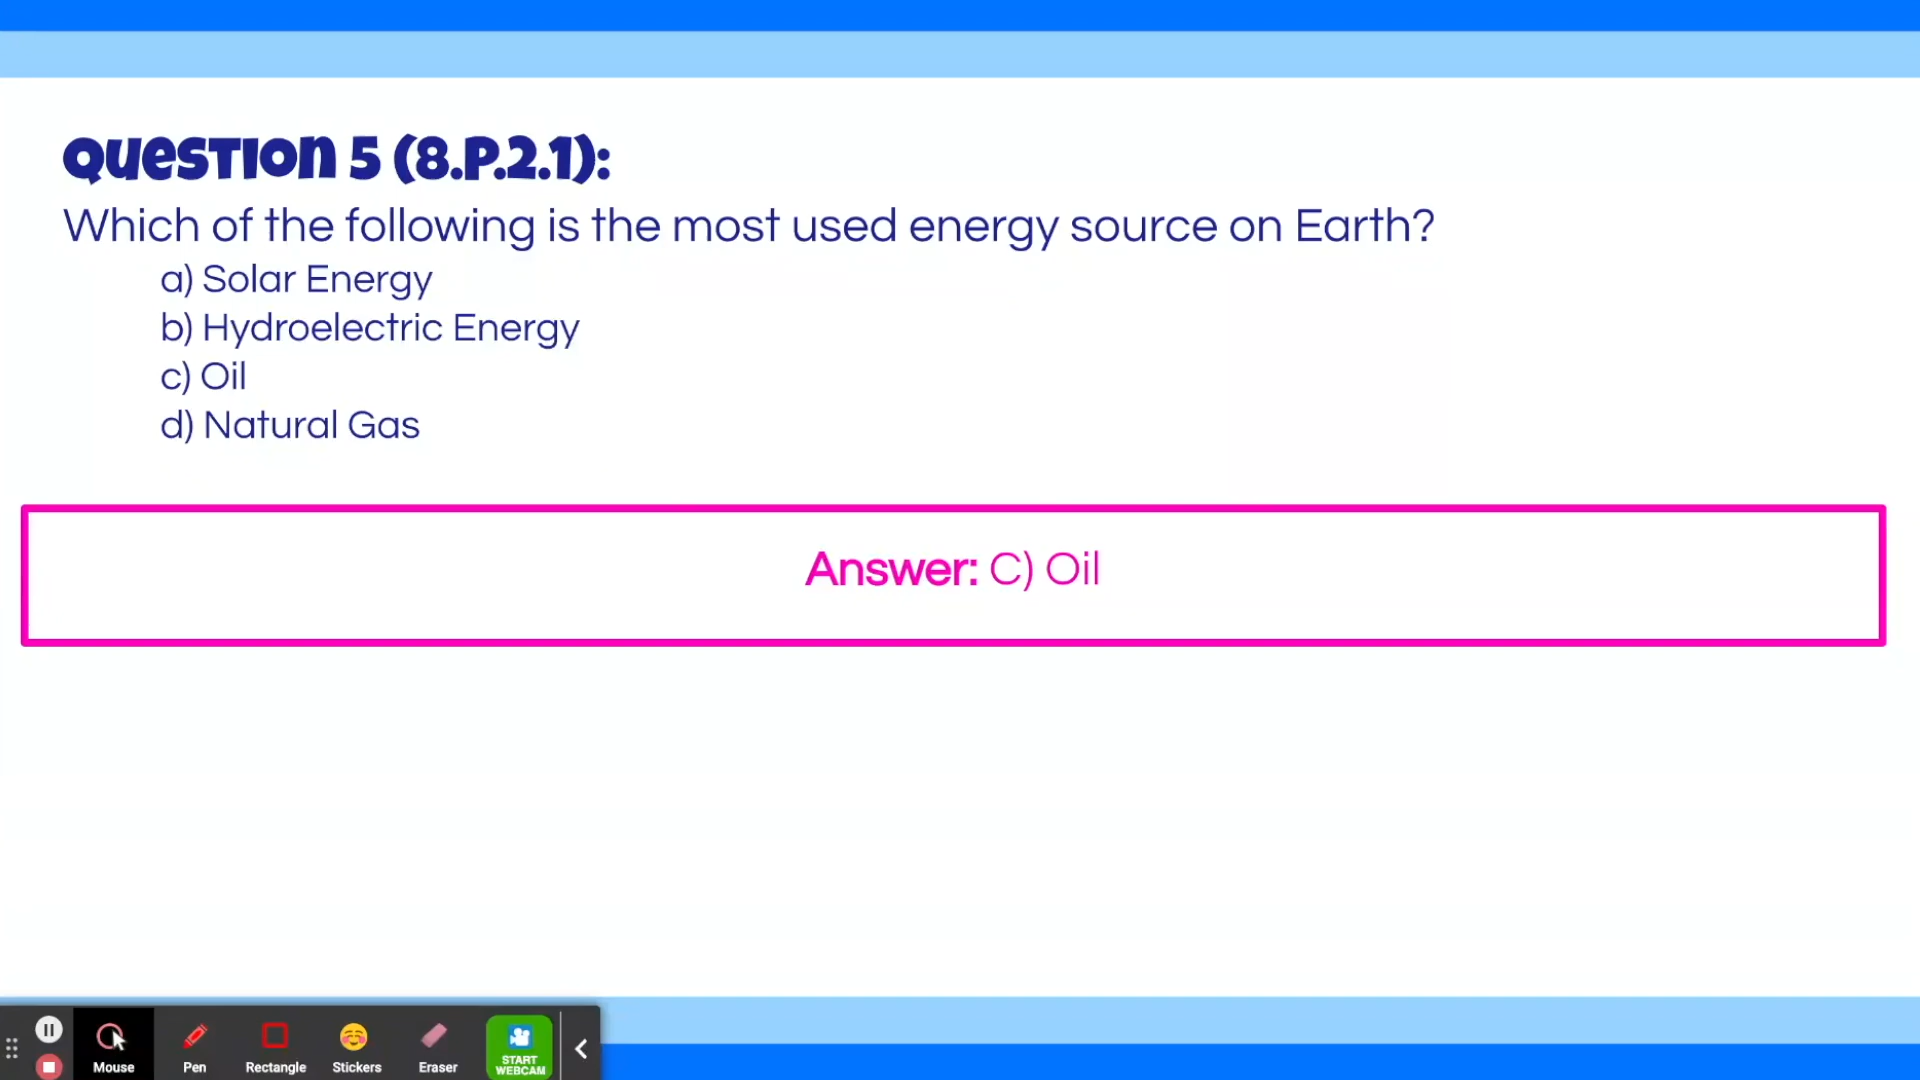 Question 5 (8.P.2.1):
Which of the following is the most used energy source on Earth?
a) Solar Energy
b) Hydroelectric Energy
c) Oil
d) Natural Gas
Answer: C) Oil
Mouse
Pen
Rectangle
Stickers
Eraser
START
WEBCAM